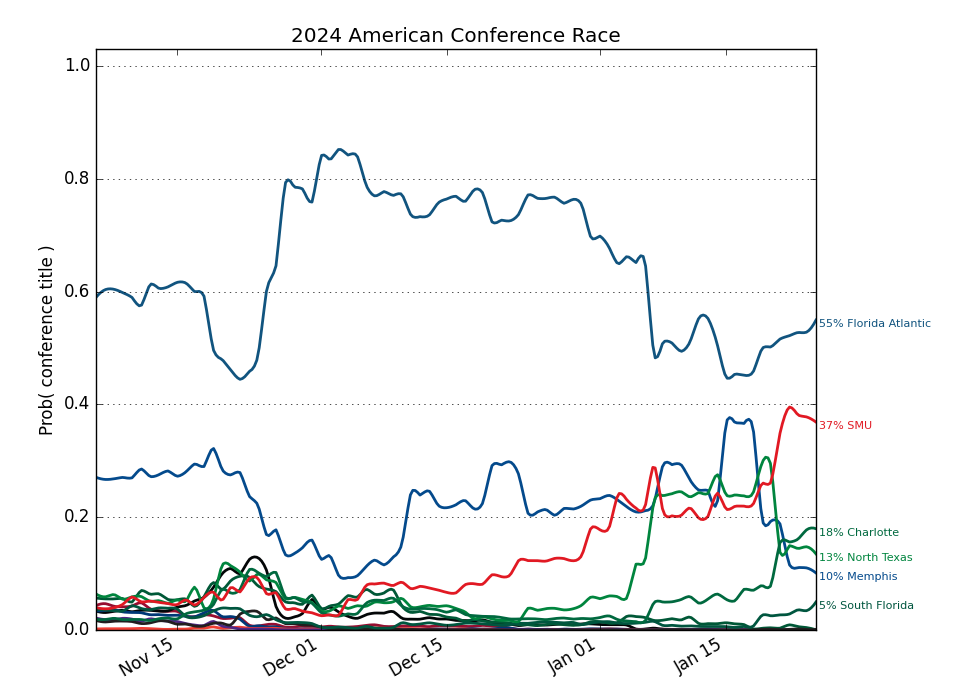 2024 American Conference Race
Prob( conference title )
1.0
0.8
0.6
0.4
0.2
0.0
Nov 15
Dec 01
Dec 15
Jan 01
Jan 15
55% Florida Atlantic
37% SMU
18% Charlotte
13% North Texas
10% Memphis
5% South Florida